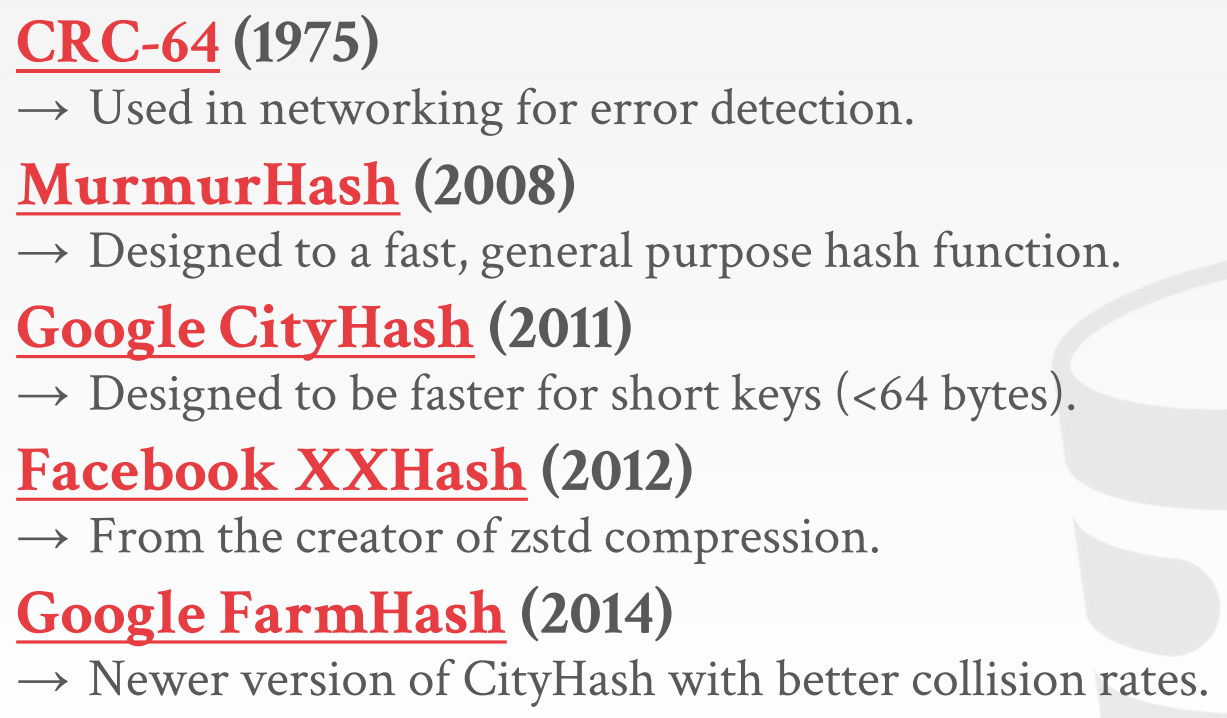 CRC-64 (1975)
→ Used in networking for error detection.
MurmurHash (2008)
→ Designed to a fast, general purpose hash function.
Google CityHash (2011)
→ Designed to be faster for short keys (<64 bytes).
Facebook XXHash (2012)
→ From the creator of zstd compression.
Google FarmHash (2014)
→ Newer version of CityHash with better collision rates.